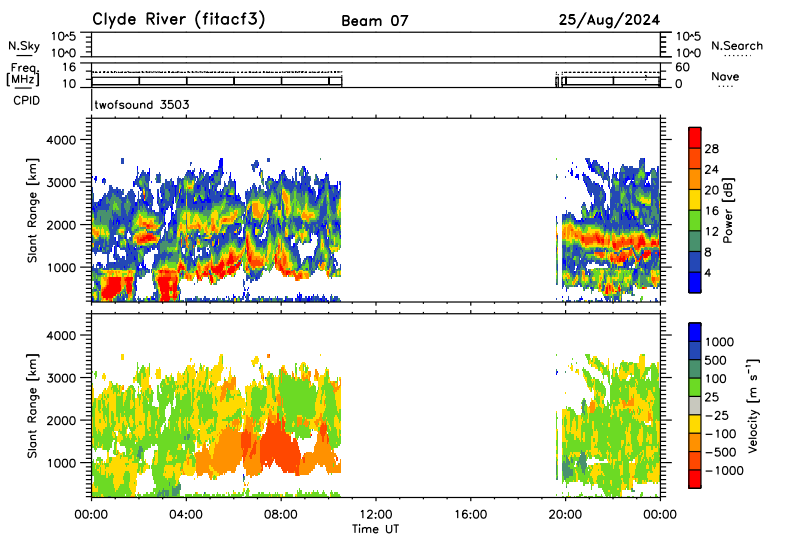 Clyde River (fitacf3) Beam 07 25/Aug/2024
N.Sky 10^5 10^5 N.Search
10^0 10^0
Freq. 16 60
[MHz] 10 0 Nave
CPID twofsound 3503
4000
3000
2000
1000
Slant Range [km]
28
24
20
16
12
8
4
Power [dB]
4000
3000
2000
1000
Slant Range [km]
1000
500
100
25
−25
−100
−500
−1000
Velocity [m s⁻¹]
00:00 04:00 08:00 12:00 16:00 20:00 00:00
Time UT